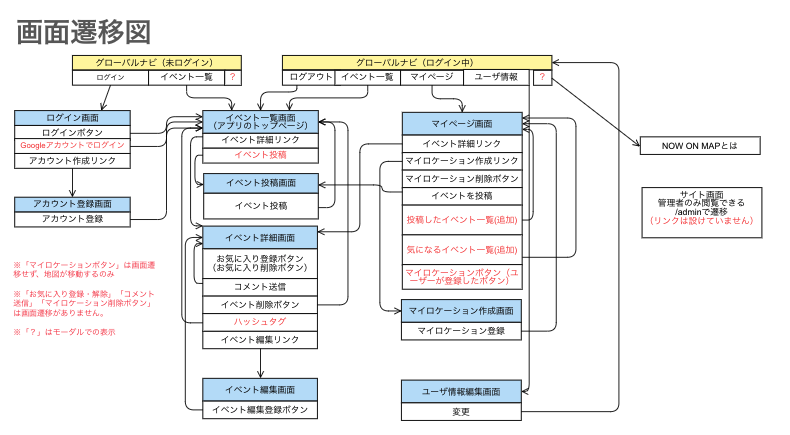 画面遷移図
グローバルナビ（未ログイン）
ログイン
イベント一覧
？
グローバルナビ（ログイン中）
ログアウト
イベント一覧
マイページ
ユーザ情報
？
ログイン画面
ログインボタン
Googleアカウントでログイン
アカウント作成リンク
アカウント登録画面
アカウント登録
※「マイロケーションボタン」は画面遷
移せず、地図が移動するのみ
※「お気に入り登録・解除」「コメント
送信」「マイロケーション削除ボタン」
は画面遷移がありません。
※「？」はモーダルでの表示
イベント一覧画面
（アプリのトップページ）
イベント詳細リンク
イベント投稿
イベント投稿画面
イベント投稿
イベント詳細画面
お気に入り登録ボタン
（お気に入り削除ボタン）
コメント送信
イベント削除ボタン
ハッシュタグ
イベント編集リンク
イベント編集画面
イベント編集登録ボタン
マイページ画面
イベント詳細リンク
マイロケーション作成リンク
マイロケーション削除ボタン
イベントを投稿
投稿したイベント一覧(追加)
気になるイベント一覧(追加)
マイロケーションボタン（ユ
ーザーが登録したボタン）
マイロケーション作成画面
マイロケーション登録
ユーザ情報編集画面
変更
NOW ON MAPとは
サイト画面
管理者のみ閲覧できる
/adminで遷移
（リンクは設けていません）